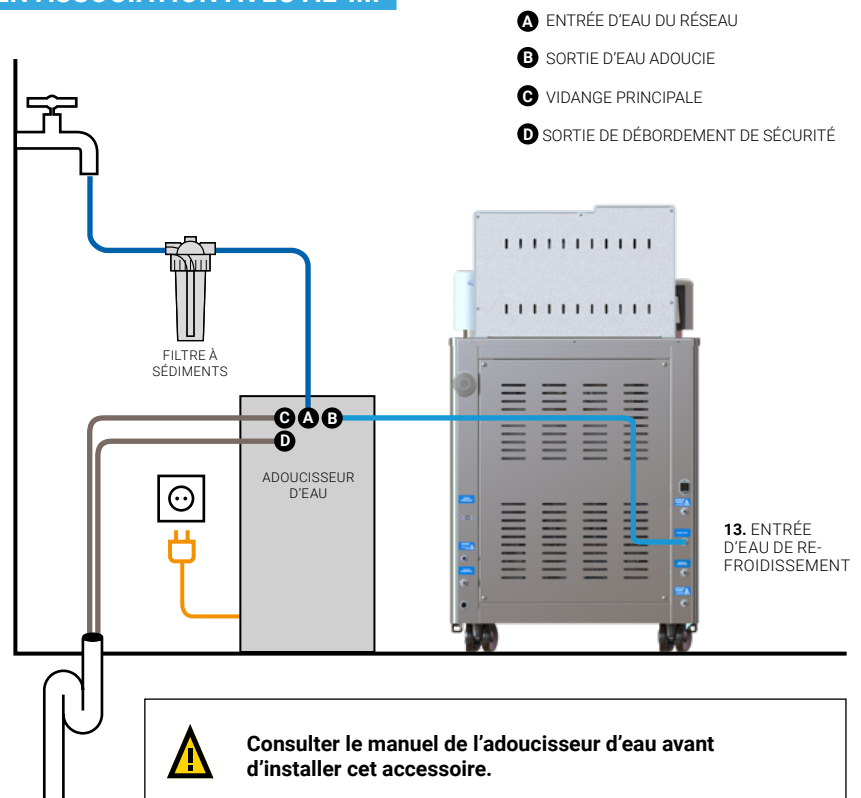 A ENTRÉE D'EAU DU RÉSEAU
B SORTIE D'EAU ADOUCIE
C VIDANGE PRINCIPALE
D SORTIE DE DÉBORDEMENT DE SÉCURITÉ
FILTRE À
SÉDIMENTS
C A B
D
ADOUCISSEUR
D'EAU
13. ENTRÉE
D'EAU DE RE-
FROIDISSEMENT
Consulter le manuel de l'adoucisseur d'eau avant
d'installer cet accessoire.